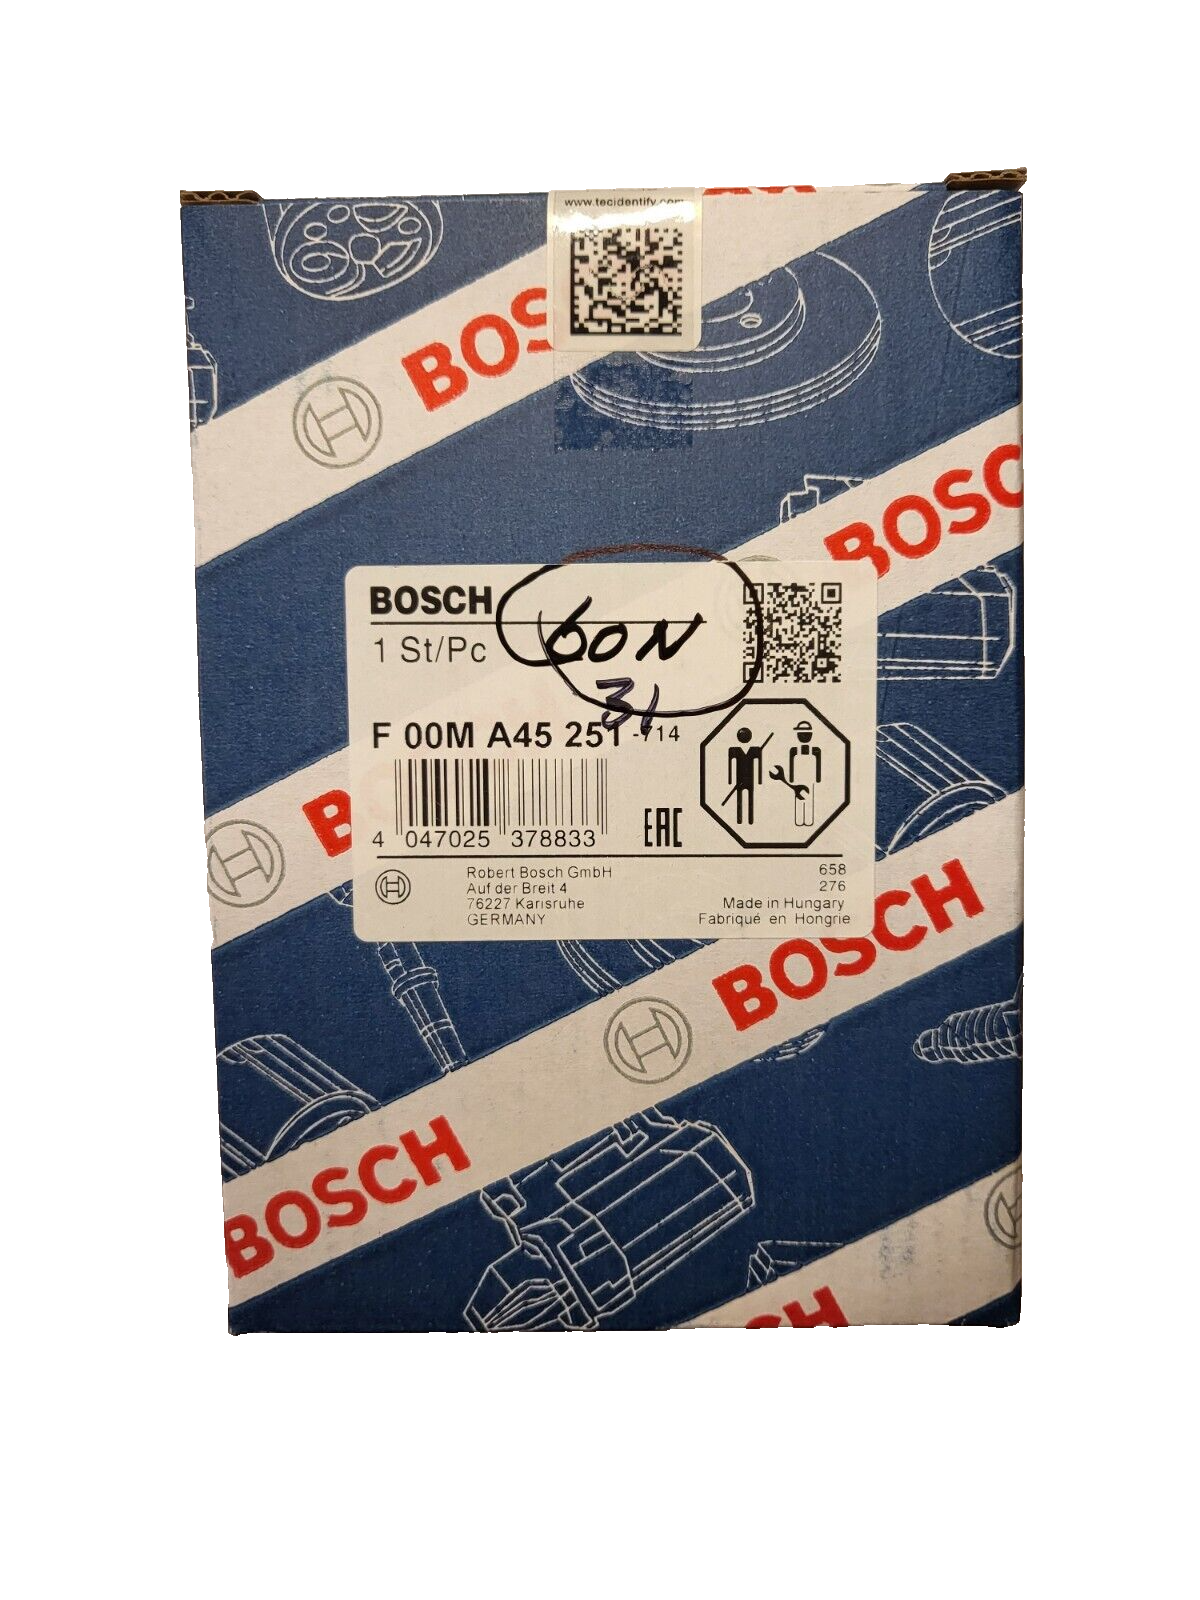 www.tecidentify.com
BOSCH
BOSCH
BOSCH
1 St/Pc
60N
31
F 00M A45 251 -714
4 047025 378833
EAC
Robert Bosch GmbH
Auf der Breit 4
76227 Karlsruhe
GERMANY
658
276
Made in Hungary
Fabriqué en Hongrie
B
BOSCH
BOSCH
CH